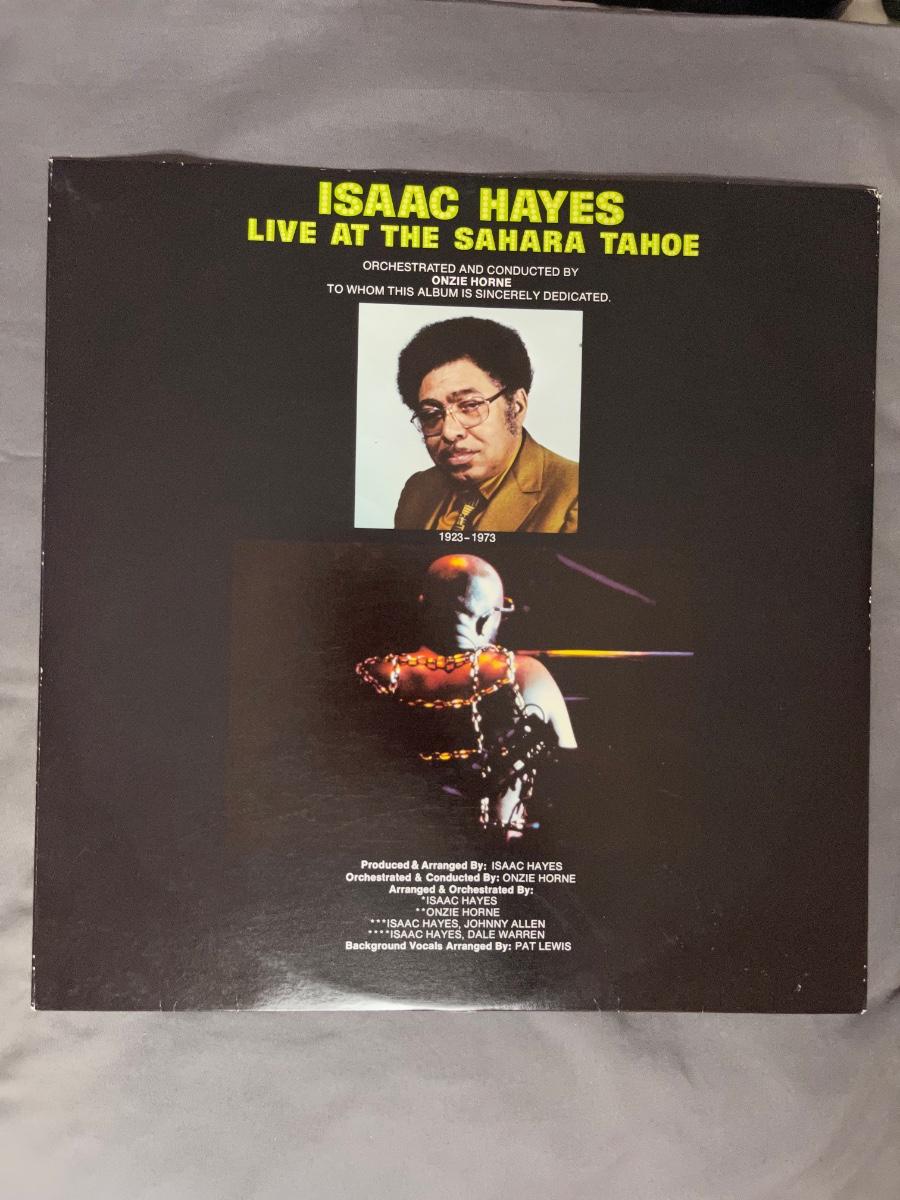 ISAAC HAYES
LIVE AT THE SAHARA TAHOE
ORCHESTRATED AND CONDUCTED BY
ONZIE HORNE
TO WHOM THIS ALBUM IS SINCERELY DEDICATED.
1923-1973
Produced & Arranged By: ISAAC HAYES
Orchestrated & Conducted By: ONZIE HORNE
Arranged & Orchestrated By:
*ISAAC HAYES
**ONZIE HORNE
***ISAAC HAYES, JOHNNY ALLEN
****ISAAC HAYES, DALE WARREN
Background Vocals Arranged By: PAT LEWIS